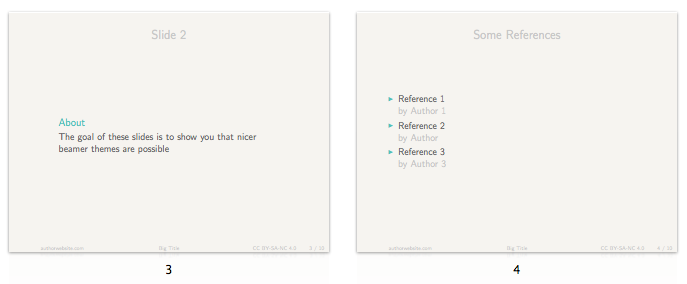 Slide 2
About
The goal of these slides is to show you that nicer
beamer themes are possible
authorwebsite.com Big Title CC BY-SA-NC 4.0 3 / 10
3
Some References
▸ Reference 1
by Author 1
▸ Reference 2
by Author
▸ Reference 3
by Author 3
authorwebsite.com Big Title CC BY-SA-NC 4.0 4 / 10
4